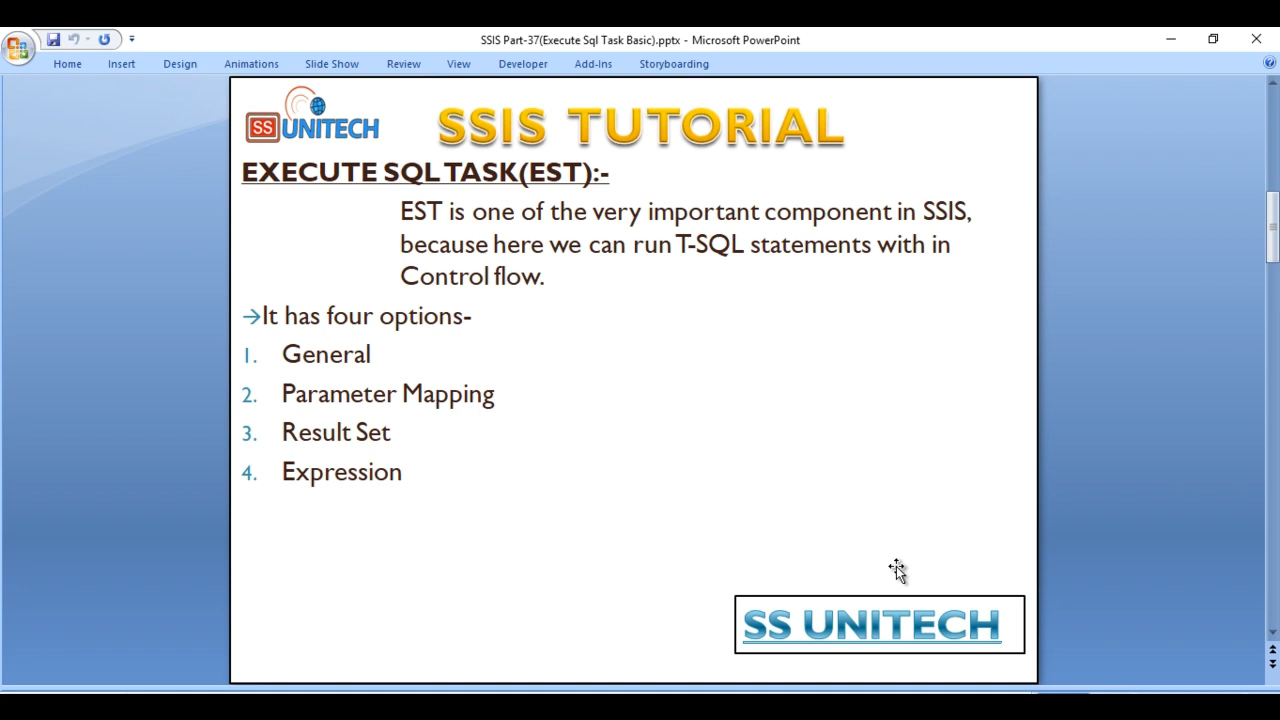 SSIS Part-37(Execute Sql Task Basic).pptx - Microsoft PowerPoint
Home Insert Design Animations Slide Show Review View Developer Add-Ins Storyboarding
SS UNITECH
SSIS TUTORIAL
EXECUTE SQL TASK(EST):-
EST is one of the very important component in SSIS,
because here we can run T-SQL statements with in
Control flow.
→It has four options-
1. General
2. Parameter Mapping
3. Result Set
4. Expression
SS UNITECH